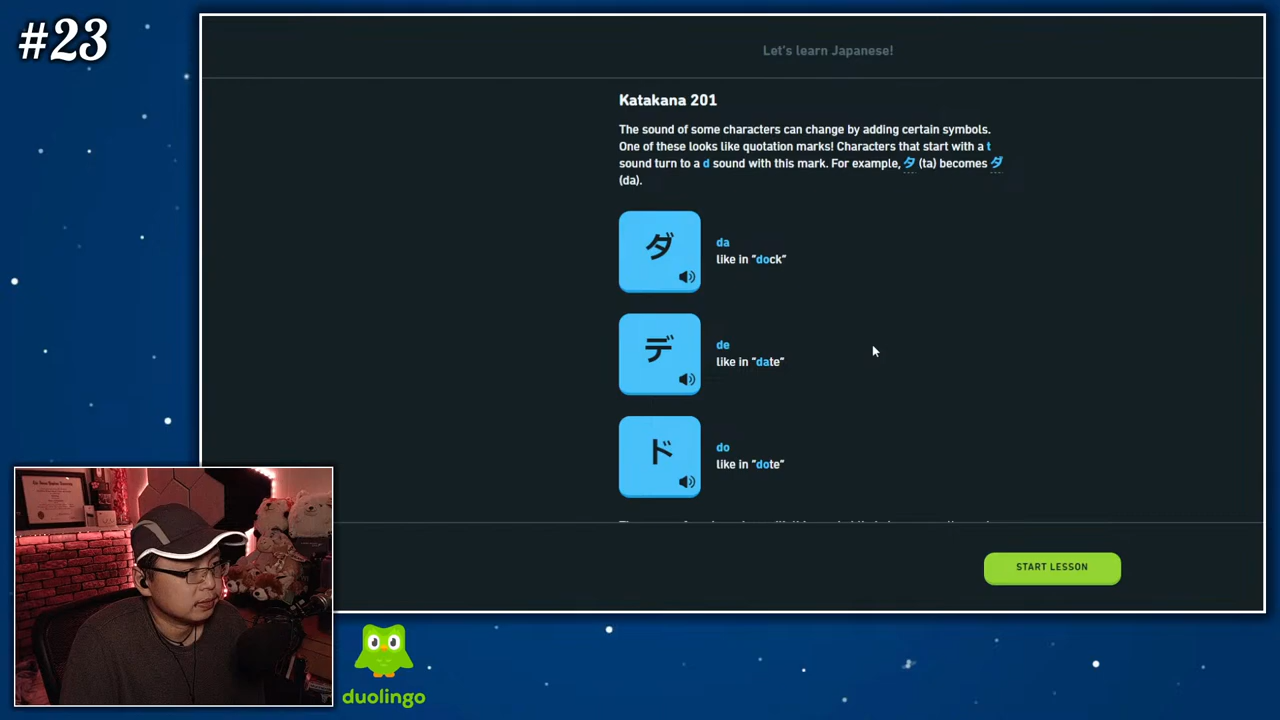 #23
Let's learn Japanese!
Katakana 201
The sound of some characters can change by adding certain symbols.
One of these looks like quotation marks! Characters that start with a t
sound turn to a d sound with this mark. For example, タ (ta) becomes ダ
(da).
ダ
da
like in "dock"
デ
de
like in "date"
ド
do
like in "dote"
START LESSON
duolingo